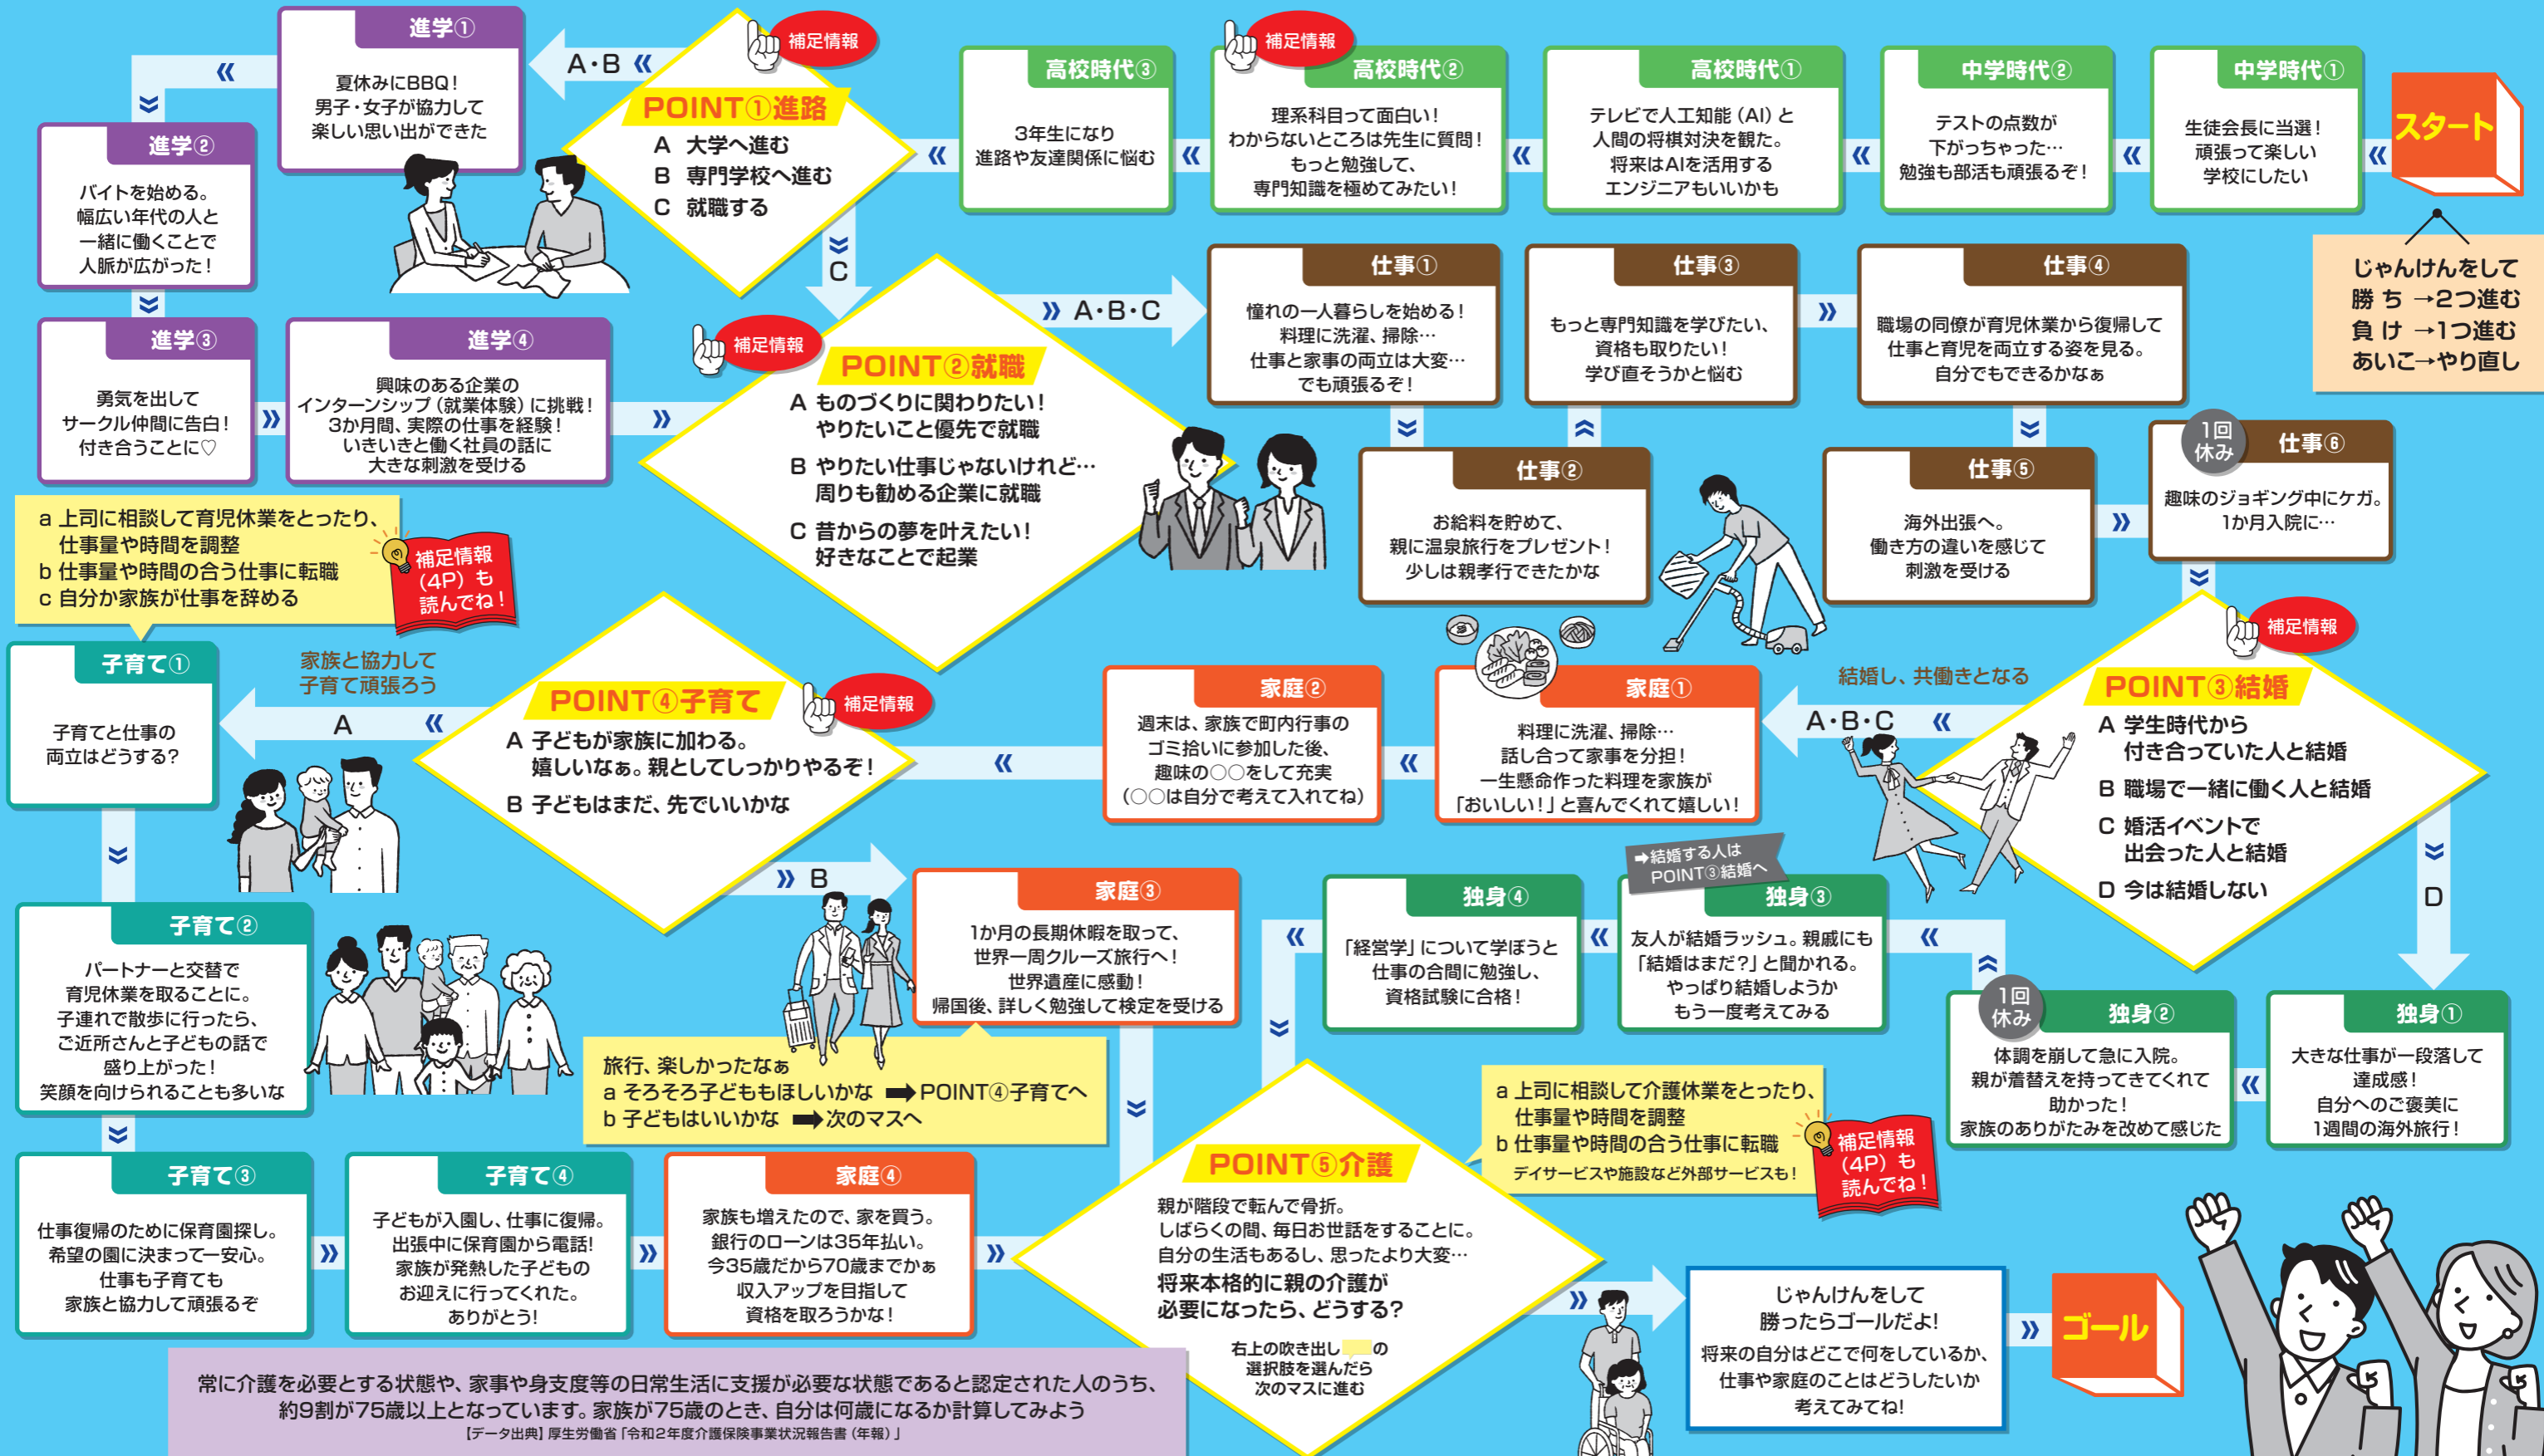 スタート
じゃんけんをして
勝 ち →2つ進む
負 け →1つ進む
あいこ→やり直し
中学時代①
生徒会長に当選！
頑張って楽しい
学校にしたい
中学時代②
テストの点数が
下がっちゃった…
勉強も部活も頑張るぞ！
高校時代①
テレビで人工知能（AI）と
人間の将棋対決を観た。
将来はAIを活用する
エンジニアもいいかも
補足情報
高校時代②
理系科目って面白い！
わからないところは先生に質問！
もっと勉強して、
専門知識を極めてみたい！
高校時代③
3年生になり
進路や友達関係に悩む
補足情報
POINT①進路
A 大学へ進む
B 専門学校へ進む
C 就職する
A・B
進学①
夏休みにBBQ！
男子・女子が協力して
楽しい思い出ができた
進学②
バイトを始める。
幅広い年代の人と
一緒に働くことで
人脈が広がった！
進学③
勇気を出して
サークル仲間に告白！
付き合うことに♡
進学④
興味のある企業の
インターンシップ（就業体験）に挑戦！
3か月間、実際の仕事を経験！
いきいきと働く社員の話に
大きな刺激を受ける
C
補足情報
POINT②就職
A ものづくりに関わりたい！
やりたいこと優先で就職
B やりたい仕事じゃないけれど…
周りも勧める企業に就職
C 昔からの夢を叶えたい！
好きなことで起業
A・B・C
仕事①
憧れの一人暮らしを始める！
料理に洗濯、掃除…
仕事と家事の両立は大変…
でも頑張るぞ！
仕事②
お給料を貯めて、
親に温泉旅行をプレゼント！
少しは親孝行できたかな
仕事③
もっと専門知識を学びたい、
資格も取りたい！
学び直そうかと悩む
仕事④
職場の同僚が育児休業から復帰して
仕事と育児を両立する姿を見る。
自分でもできるかなぁ
仕事⑤
海外出張へ。
働き方の違いを感じて
刺激を受ける
1回
休み
仕事⑥
趣味のジョギング中にケガ。
1か月入院に…
補足情報
POINT③結婚
A 学生時代から
付き合っていた人と結婚
B 職場で一緒に働く人と結婚
C 婚活イベントで
出会った人と結婚
D 今は結婚しない
結婚し、共働きとなる
A・B・C
家庭①
料理に洗濯、掃除…
話し合って家事を分担！
一生懸命作った料理を家族が
「おいしい！」と喜んでくれて嬉しい！
家庭②
週末は、家族で町内行事の
ゴミ拾いに参加した後、
趣味の○○をして充実
（○○は自分で考えて入れてね）
補足情報
POINT④子育て
A 子どもが家族に加わる。
嬉しいなぁ。親としてしっかりやるぞ！
B 子どもはまだ、先でいいかな
家族と協力して
子育て頑張ろう
A
a 上司に相談して育児休業をとったり、
仕事量や時間を調整
b 仕事量や時間の合う仕事に転職
c 自分か家族が仕事を辞める
補足情報
（4P）も
読んでね！
子育て①
子育てと仕事の
両立はどうする？
子育て②
パートナーと交替で
育児休業を取ることに。
子連れで散歩に行ったら、
ご近所さんと子どもの話で
盛り上がった！
笑顔を向けられることも多いな
子育て③
仕事復帰のために保育園探し。
希望の園に決まって一安心。
仕事も子育ても
家族と協力して頑張るぞ
子育て④
子どもが入園し、仕事に復帰。
出張中に保育園から電話！
家族が発熱した子どもの
お迎えに行ってくれた。
ありがとう！
家庭④
家族も増えたので、家を買う。
銀行のローンは35年払い。
今35歳だから70歳までかぁ
収入アップを目指して
資格を取ろうかな！
B
家庭③
1か月の長期休暇を取って、
世界一周クルーズ旅行へ！
世界遺産に感動！
帰国後、詳しく勉強して検定を受ける
旅行、楽しかったなぁ
a そろそろ子どももほしいかな ➡POINT④子育てへ
b 子どもはいいかな ➡次のマスへ
D
独身①
大きな仕事が一段落して
達成感！
自分へのご褒美に
1週間の海外旅行！
1回
休み
独身②
体調を崩して急に入院。
親が着替えを持ってきてくれて
助かった！
家族のありがたみを改めて感じた
➡結婚する人は
POINT③結婚へ
独身③
友人が結婚ラッシュ。親戚にも
「結婚はまだ？」と聞かれる。
やっぱり結婚しようか
もう一度考えてみる
独身④
「経営学」について学ぼうと
仕事の合間に勉強し、
資格試験に合格！
POINT⑤介護
親が階段で転んで骨折。
しばらくの間、毎日お世話をすることに。
自分の生活もあるし、思ったより大変…
将来本格的に親の介護が
必要になったら、どうする？
右上の吹き出し の
選択肢を選んだら
次のマスに進む
a 上司に相談して介護休業をとったり、
仕事量や時間を調整
b 仕事量や時間の合う仕事に転職
デイサービスや施設など外部サービスも！
補足情報
（4P）も
読んでね！
じゃんけんをして
勝ったらゴールだよ！
将来の自分はどこで何をしているか、
仕事や家庭のことはどうしたいか
考えてみてね！
ゴール
常に介護を必要とする状態や、家事や身支度等の日常生活に支援が必要な状態であると認定された人のうち、
約9割が75歳以上となっています。家族が75歳のとき、自分は何歳になるか計算してみよう
【データ出典】厚生労働省「令和2年度介護保険事業状況報告書（年報）」